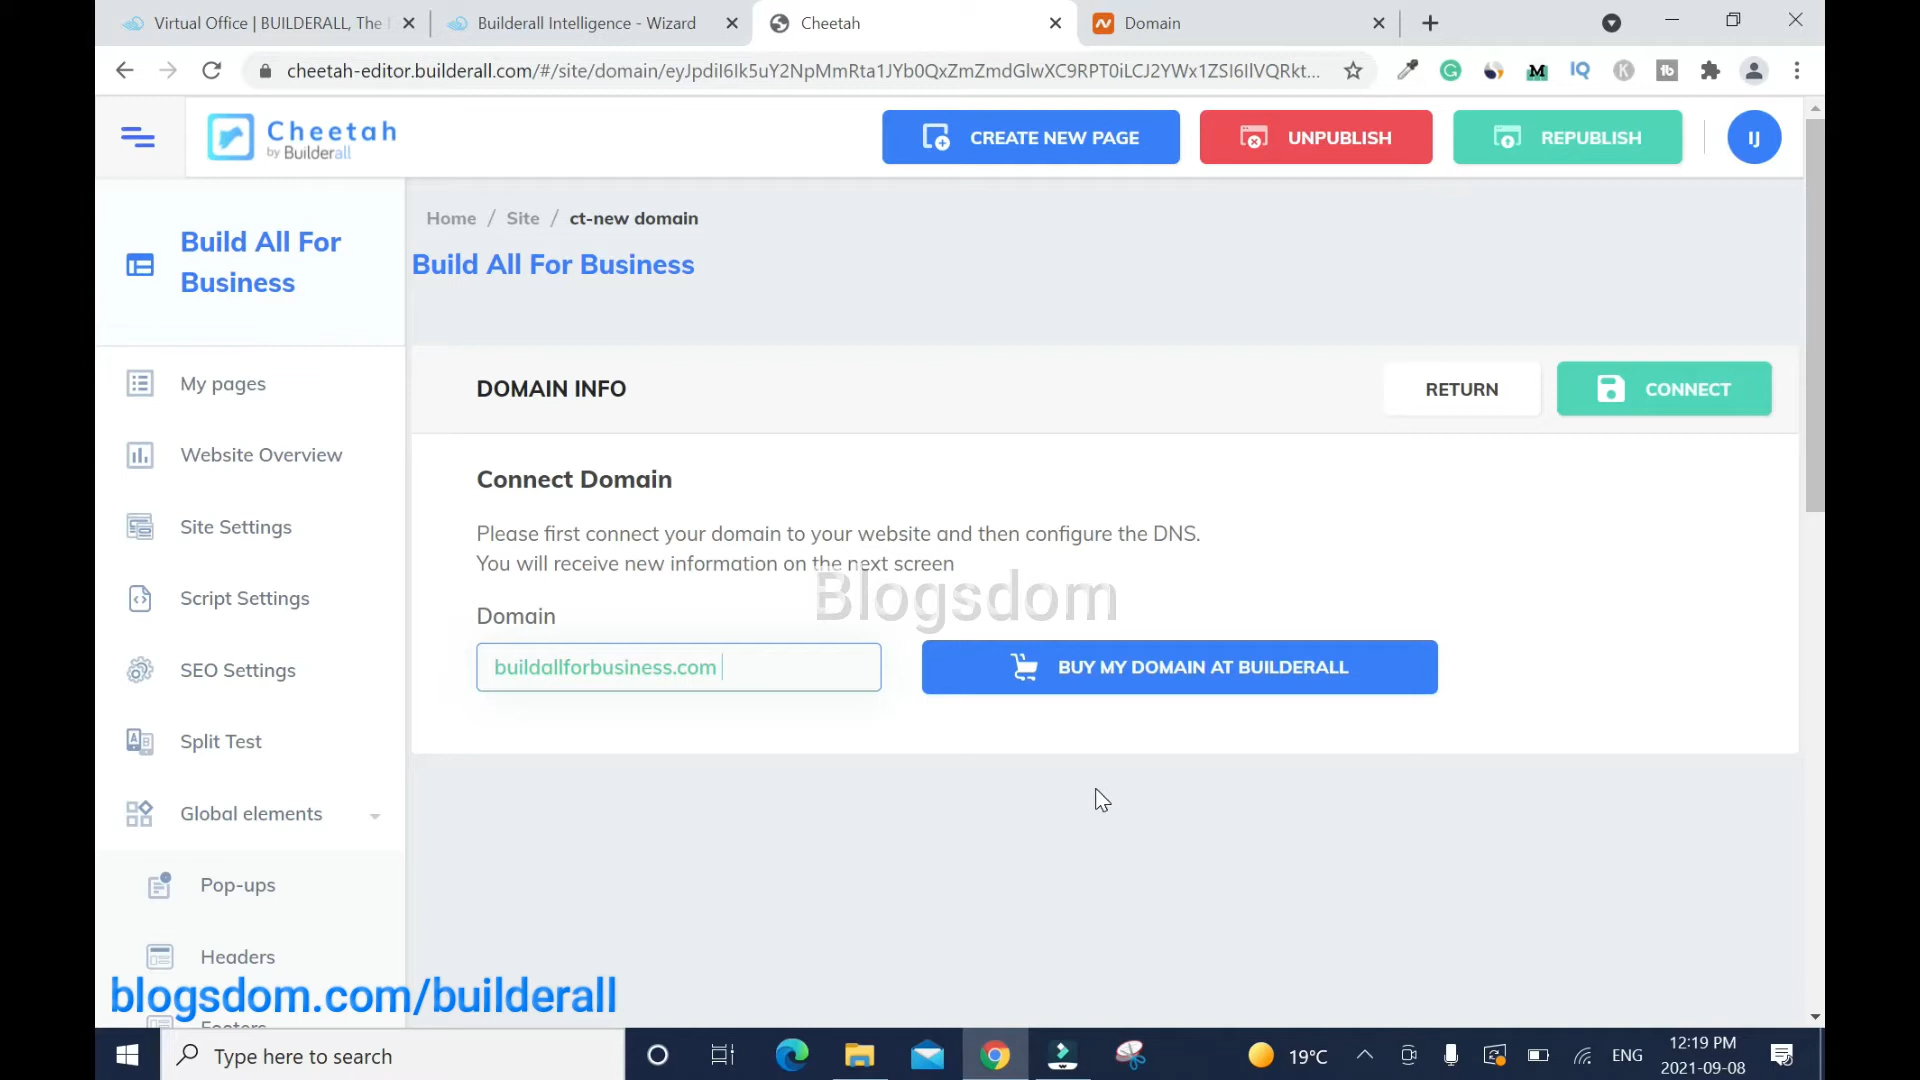 Virtual Office | BUILDERALL, The
Builderall Intelligence - Wizard
Cheetah
Domain
cheetah-editor.builderall.com/#/site/domain/eyJpdiI6Ik5uY2NpMmRta1JYb0QxZmZmdGlwXC9RPT0iLCJ2YWx1ZSI6IlVQRkt...
Cheetah
by Builderall
CREATE NEW PAGE
UNPUBLISH
REPUBLISH
IJ
Build All For
Business
Home / Site / ct-new domain
Build All For Business
My pages
Website Overview
Site Settings
Script Settings
SEO Settings
Split Test
Global elements
Pop-ups
Headers
Footers
DOMAIN INFO
RETURN
CONNECT
Connect Domain
Please first connect your domain to your website and then configure the DNS.
You will receive new information on the next screen
Blogsdom
Domain
buildallforbusiness.com
BUY MY DOMAIN AT BUILDERALL
blogsdom.com/builderall
Type here to search
19°C
ENG
12:19 PM
2021-09-08